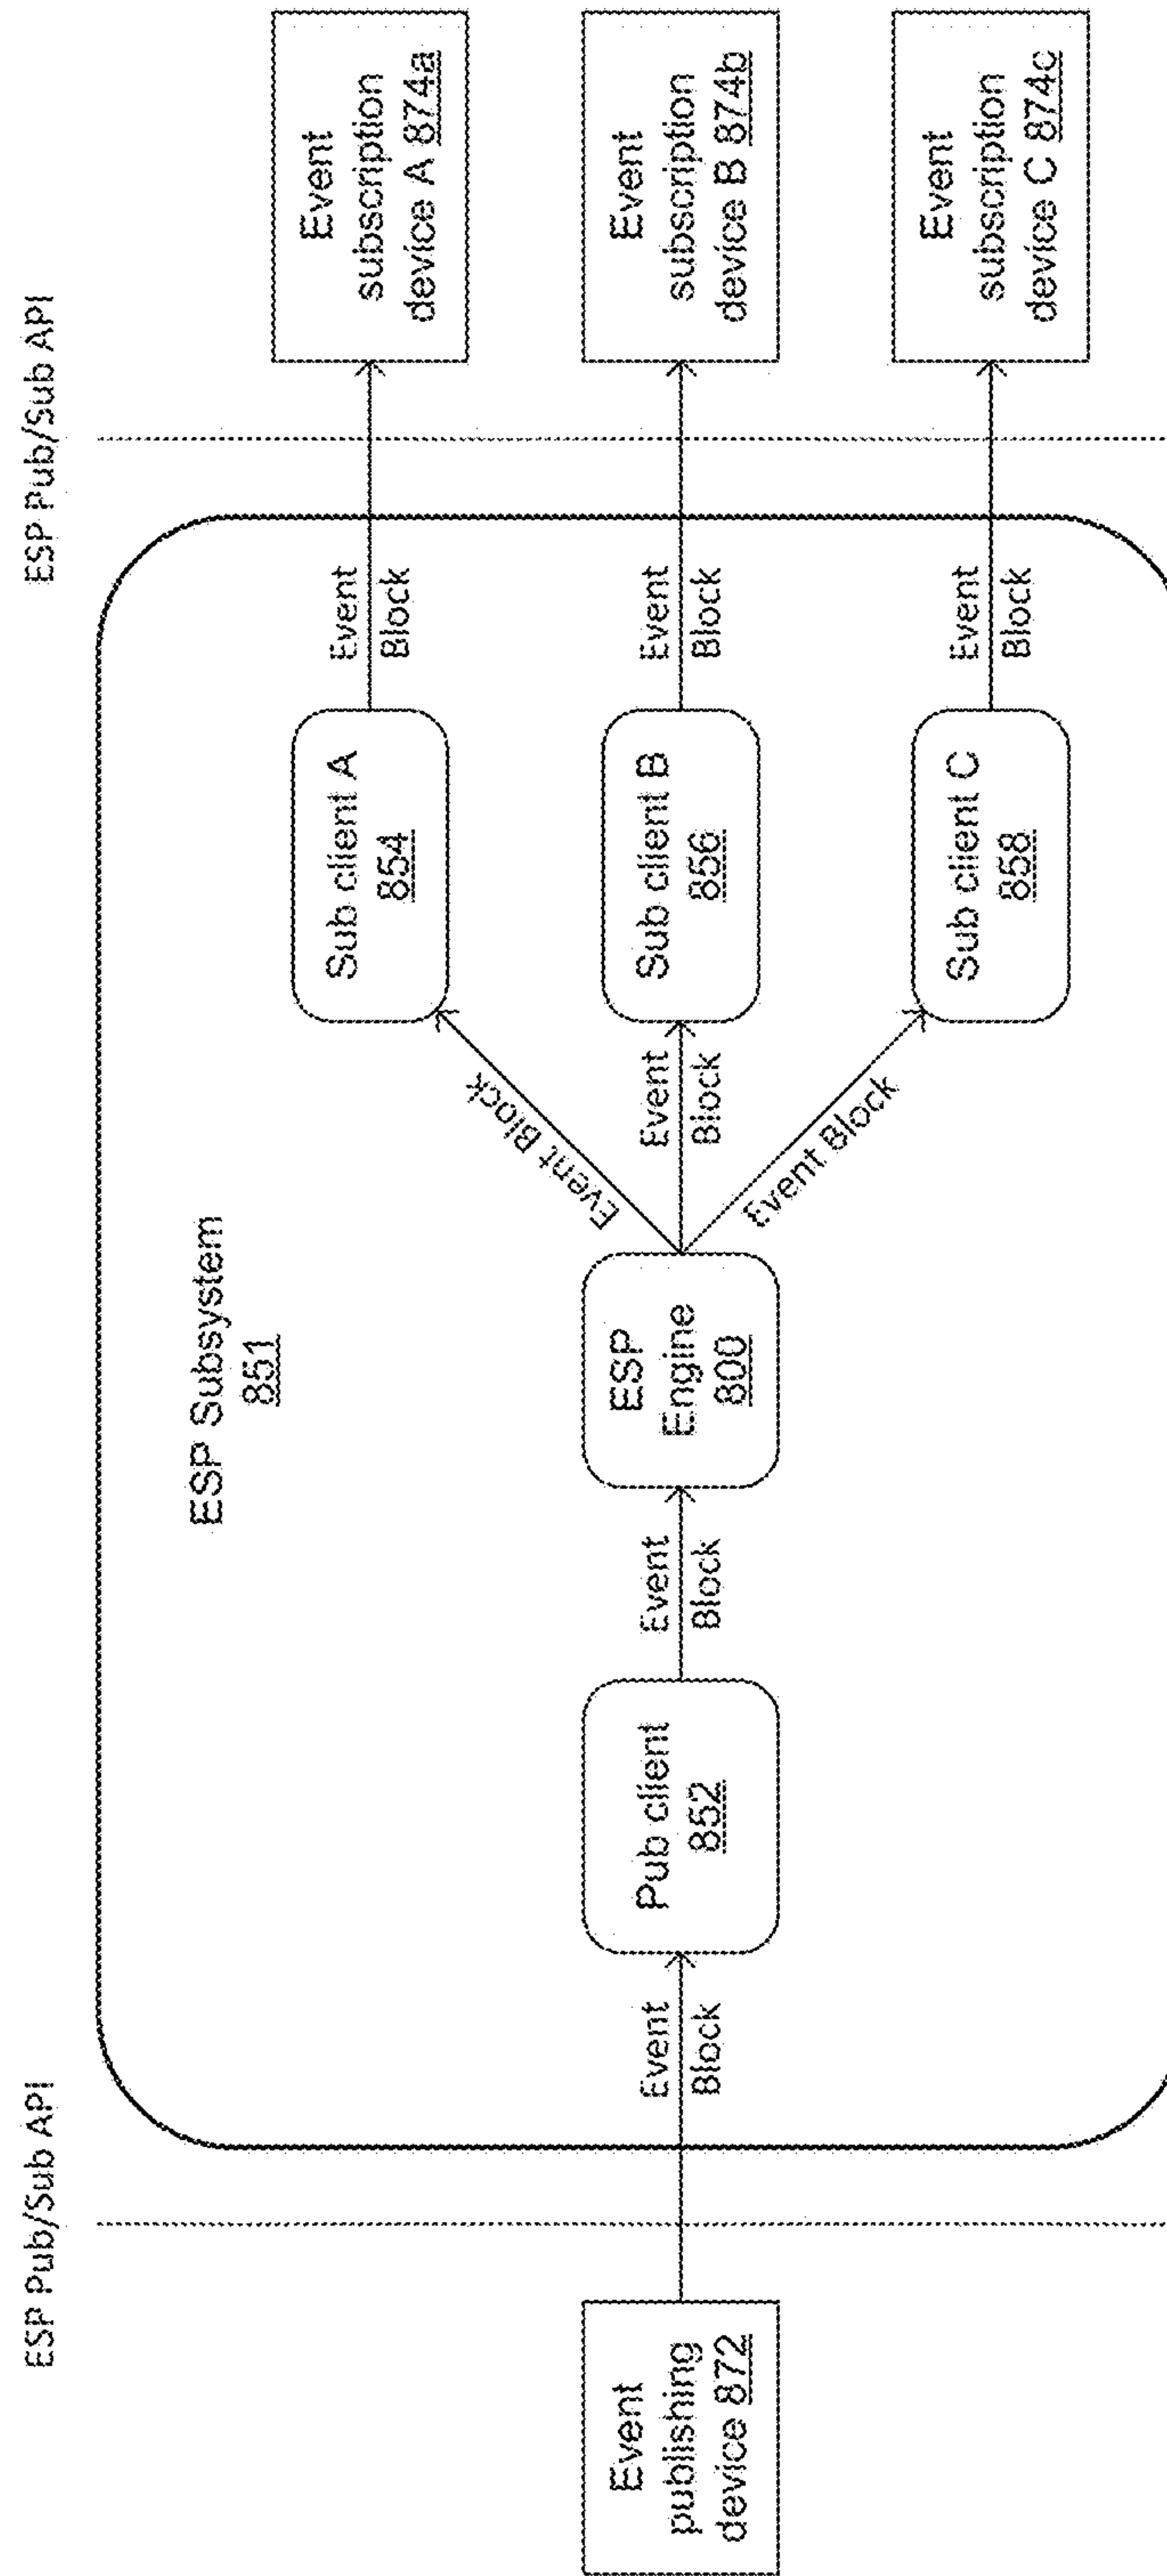 ESP Pub/Sub API
ESP Pub/Sub API
ESP Subsystem
851
Event
publishing
device 872
Event
Block
Pub client
852
Event
Block
ESP
Engine
800
Event Block
Event
Block
Event Block
Sub client A
854
Sub client B
856
Sub client C
858
Event
Block
Event
Block
Event
Block
Event
subscription
device A 874a
Event
subscription
device B 874b
Event
subscription
device C 874c